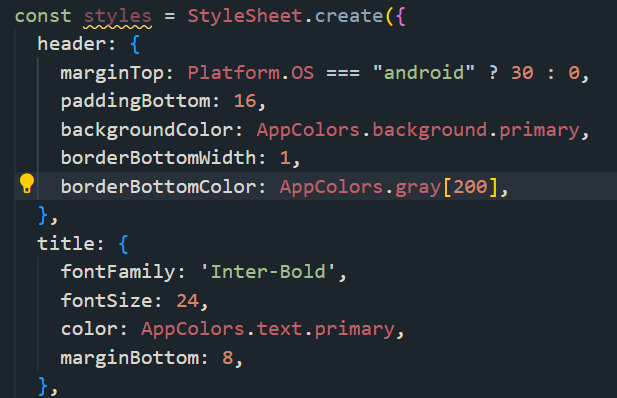 const styles = StyleSheet.create({
  header: {
    marginTop: Platform.OS === "android" ? 30 : 0,
    paddingBottom: 16,
    backgroundColor: AppColors.background.primary,
    borderBottomWidth: 1,
    borderBottomColor: AppColors.gray[200],
  },
  title: {
    fontFamily: 'Inter-Bold',
    fontSize: 24,
    color: AppColors.text.primary,
    marginBottom: 8,
  },